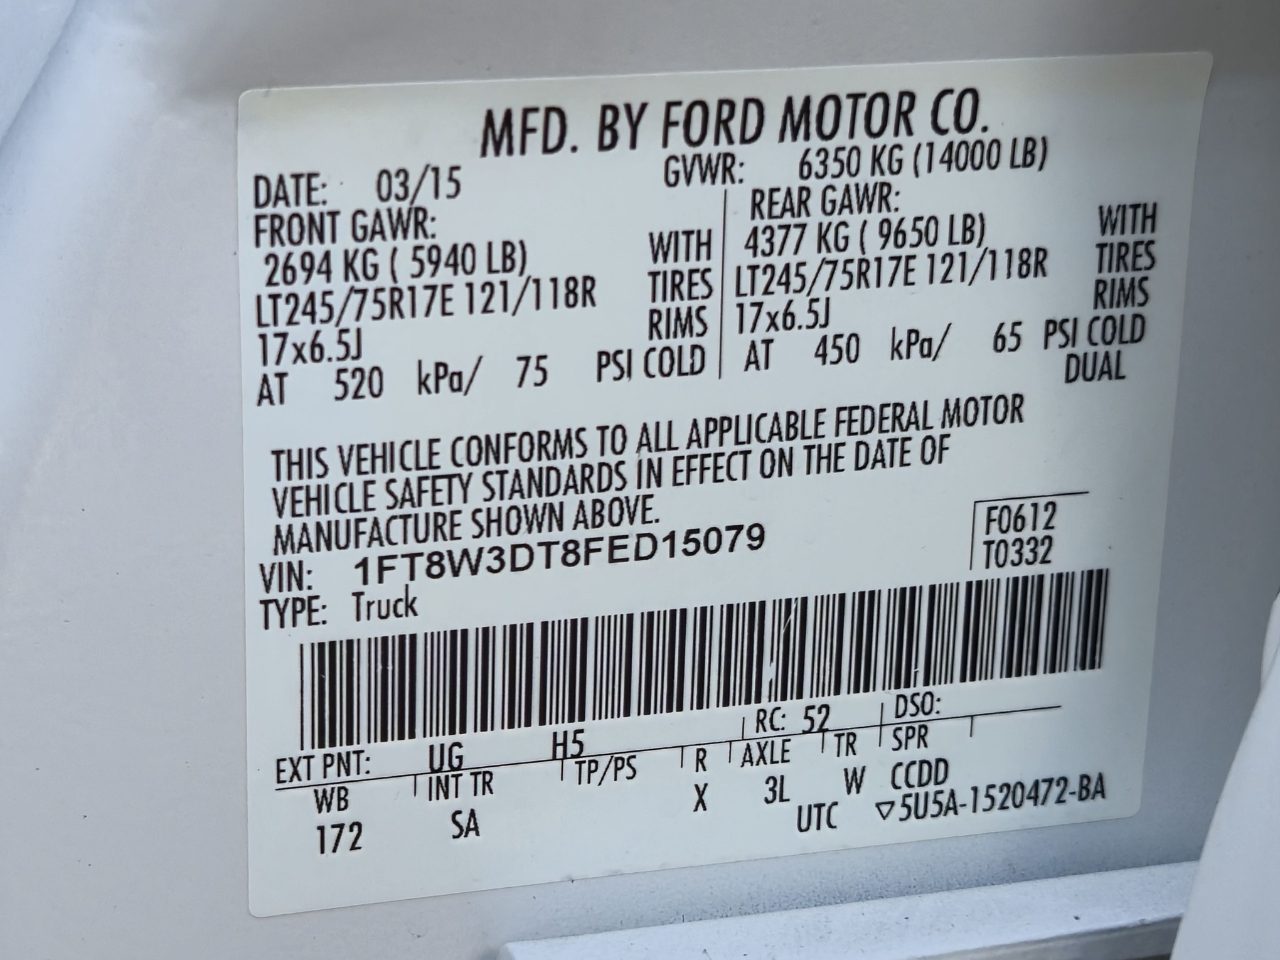 MFD. BY FORD MOTOR CO.
DATE: 03/15 GVWR: 6350 KG (14000 LB)
FRONT GAWR: REAR GAWR:
2694 KG ( 5940 LB) WITH 4377 KG ( 9650 LB) WITH
LT245/75R17E 121/118R TIRES LT245/75R17E 121/118R TIRES
17x6.5J RIMS 17x6.5J RIMS
AT 520 kPa/ 75 PSI COLD AT 450 kPa/ 65 PSI COLD
DUAL
THIS VEHICLE CONFORMS TO ALL APPLICABLE FEDERAL MOTOR
VEHICLE SAFETY STANDARDS IN EFFECT ON THE DATE OF
MANUFACTURE SHOWN ABOVE.
VIN: 1FT8W3DT8FED15079 F0612
TYPE: Truck T0332
EXT PNT: UG H5 RC: 52 DSO:
WB INT TR TP/PS R AXLE TR SPR
172 SA X 3L W CCDD
UTC ▽5U5A-1520472-BA